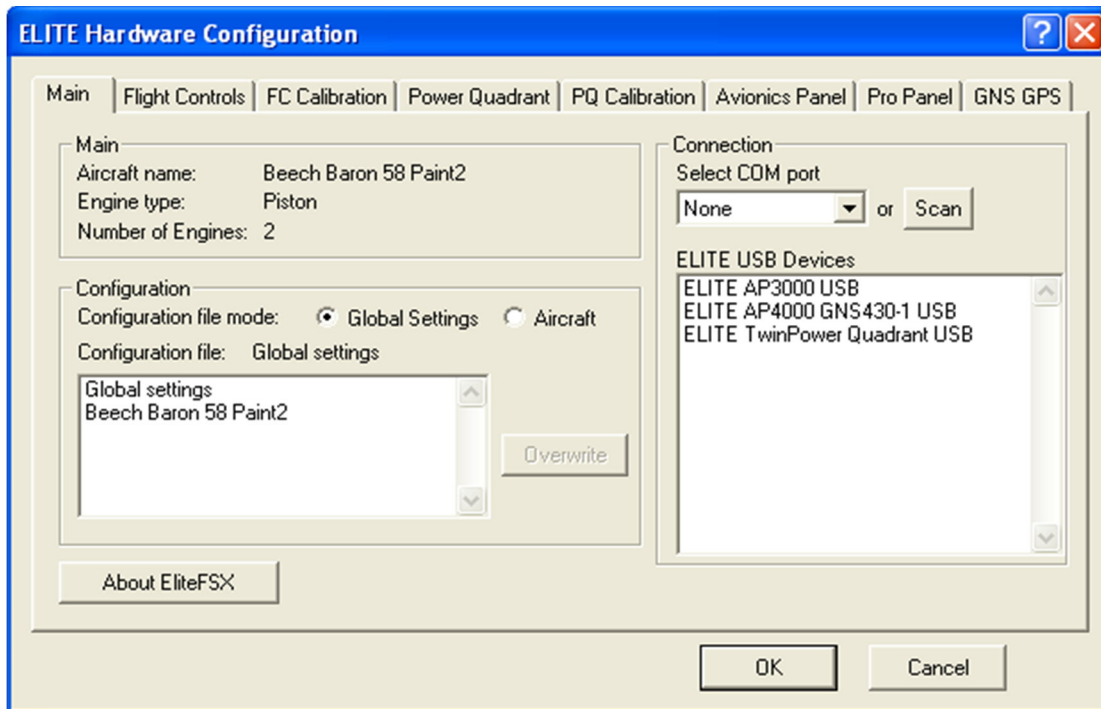 ELITE Hardware Configuration
Main
Flight Controls
FC Calibration
Power Quadrant
PQ Calibration
Avionics Panel
Pro Panel
GNS GPS
Main
Aircraft name: Beech Baron 58 Paint2
Engine type: Piston
Number of Engines: 2
Configuration
Configuration file mode: Global Settings Aircraft
Configuration file: Global settings
Global settings
Beech Baron 58 Paint2
Overwrite
About EliteFSX
Connection
Select COM port
None or Scan
ELITE USB Devices
ELITE AP3000 USB
ELITE AP4000 GNS430-1 USB
ELITE TwinPower Quadrant USB
OK
Cancel